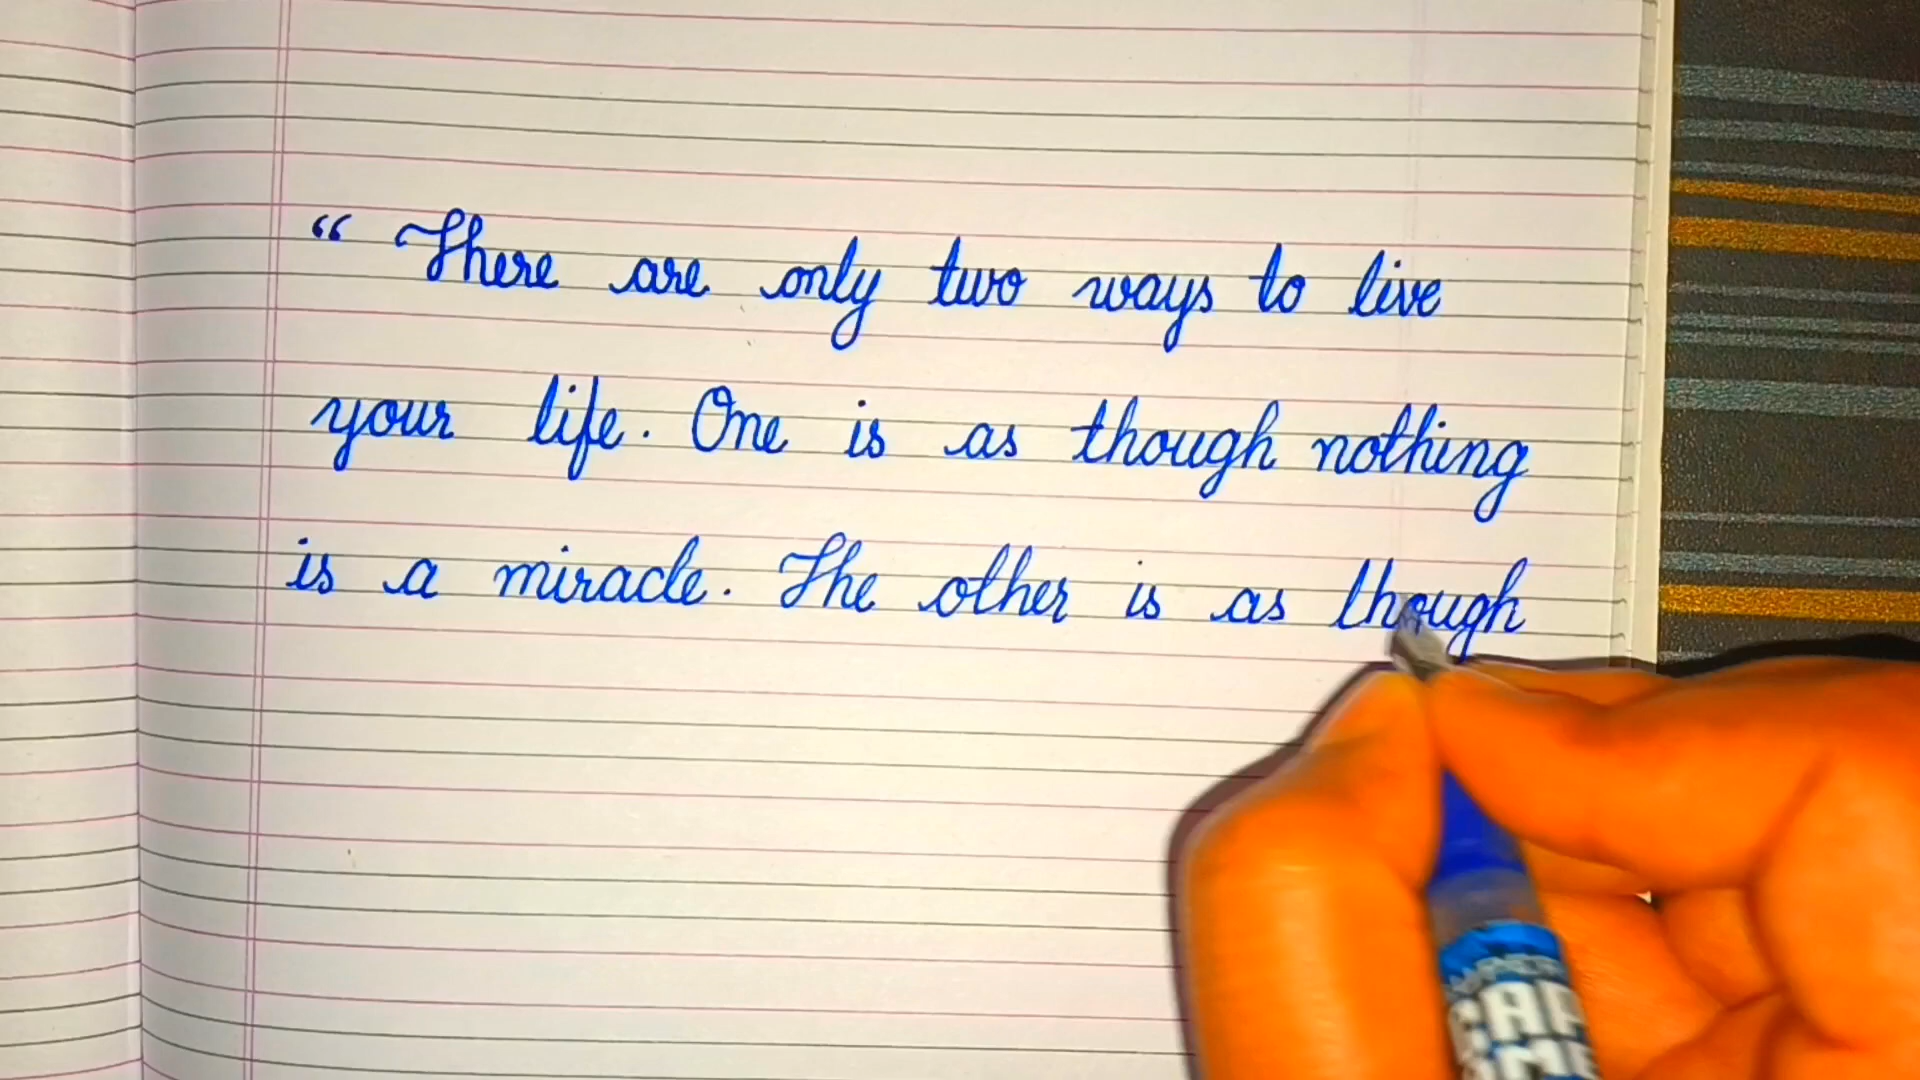 “ There are only two ways to live
your life. One is as though nothing
is a miracle. The other is as though